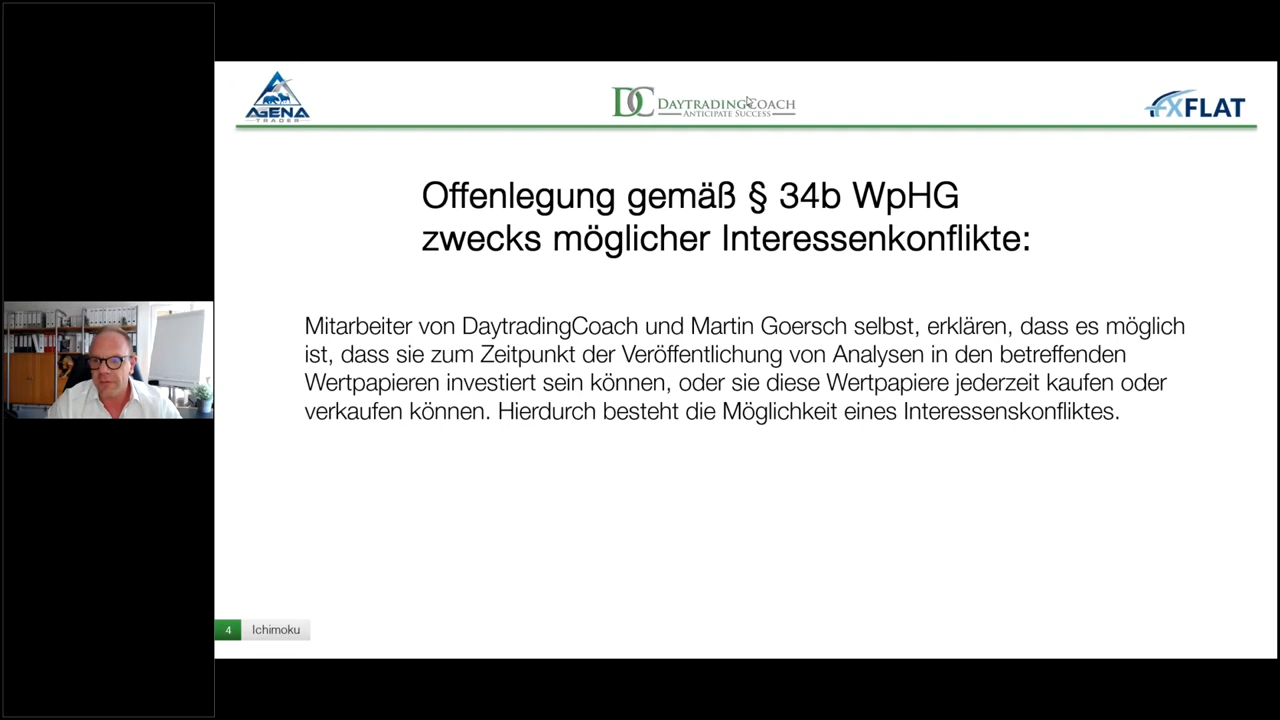 AGENA
TRADER
DC DAYTRADINGCOACH
ANTICIPATE SUCCESS
FXFLAT
Offenlegung gemäß § 34b WpHG
zwecks möglicher Interessenkonflikte:
Mitarbeiter von DaytradingCoach und Martin Goersch selbst, erklären, dass es möglich
ist, dass sie zum Zeitpunkt der Veröffentlichung von Analysen in den betreffenden
Wertpapieren investiert sein können, oder sie diese Wertpapiere jederzeit kaufen oder
verkaufen können. Hierdurch besteht die Möglichkeit eines Interessenskonfliktes.
4 Ichimoku